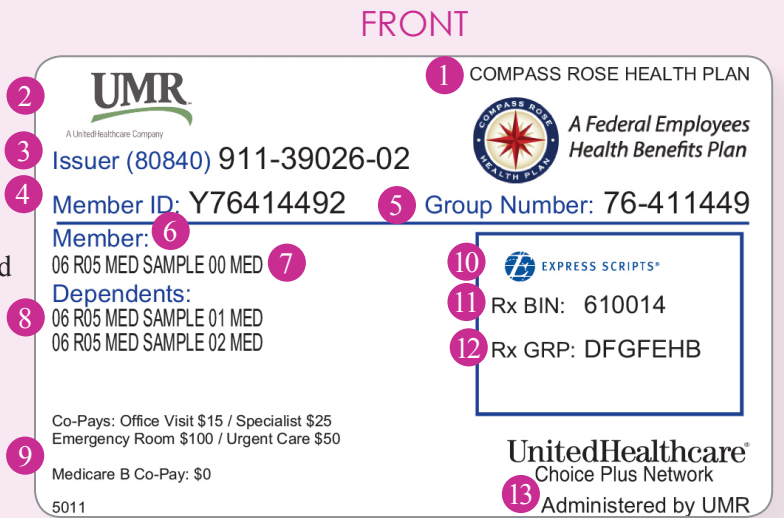 FRONT
1 COMPASS ROSE HEALTH PLAN
2 UMR
A UnitedHealthcare Company
COMPASS ROSE
HEALTH PLAN
A Federal Employees
Health Benefits Plan
3 Issuer (80840) 911-39026-02
4 Member ID: Y76414492
5 Group Number: 76-411449
Member: 6
d
06 R05 MED SAMPLE 00 MED 7
Dependents:
8 06 R05 MED SAMPLE 01 MED
06 R05 MED SAMPLE 02 MED
10 EXPRESS SCRIPTS®
11 Rx BIN: 610014
12 Rx GRP: DFGFEHB
Co-Pays: Office Visit $15 / Specialist $25
Emergency Room $100 / Urgent Care $50
9
Medicare B Co-Pay: $0
5011
UnitedHealthcare®
Choice Plus Network
13 Administered by UMR